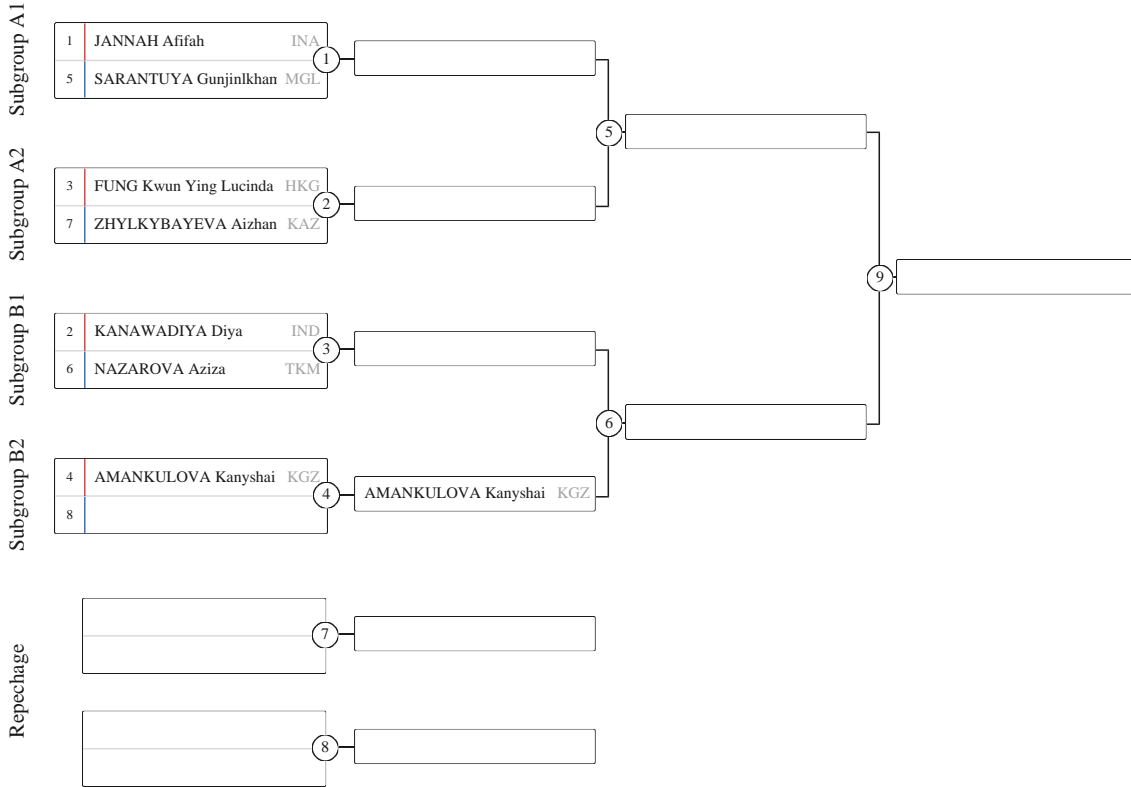 Subgroup A1
1 JANNAH Afifah INA
1
5 SARANTUYA Gunjinlkhan MGL
5
Subgroup A2
3 FUNG Kwun Ying Lucinda HKG
2
7 ZHYLKYBAYEVA Aizhan KAZ
9
Subgroup B1
2 KANAWADIYA Diya IND
3
6 NAZAROVA Aziza TKM
6
Subgroup B2
4 AMANKULOVA Kanyshai KGZ
4 AMANKULOVA Kanyshai KGZ
8
Repechage
7
8